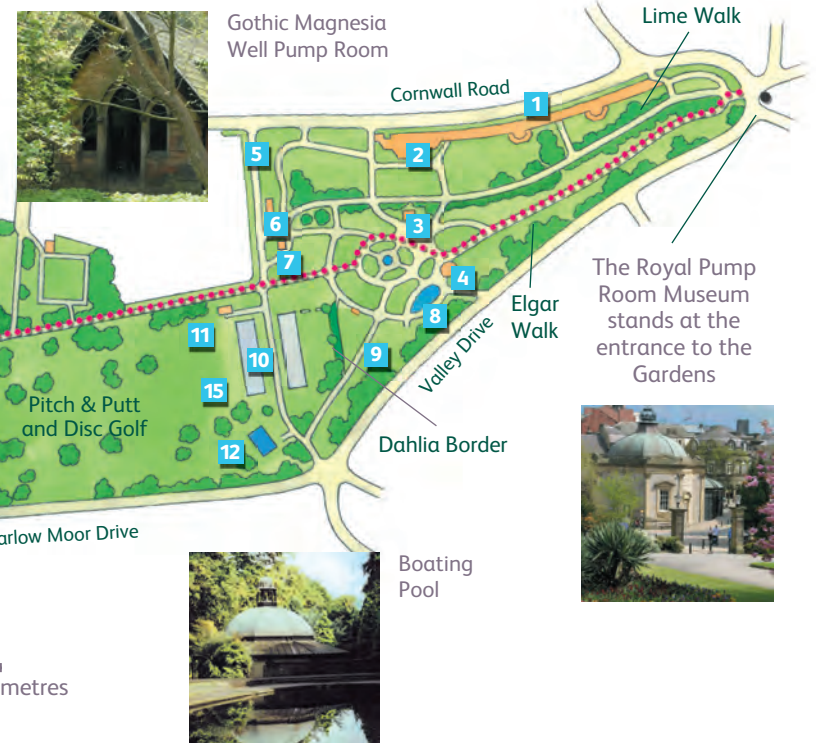 Gothic Magnesia
Well Pump Room
Lime Walk
Cornwall Road
1
2
5
6
3
7
4
8
The Royal Pump
Room Museum
stands at the
entrance to the
Gardens
Elgar
Walk
Valley Drive
11
10
9
15
Pitch & Putt
and Disc Golf
12
Dahlia Border
arlow Moor Drive
Boating
Pool
metres